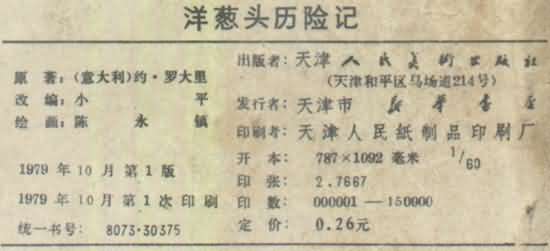 洋葱头历险记
原 著：(意大利)约·罗大里
改 编：小 平
绘 画：陈 永 镇
1979 年 10 月 第 1 版
1979 年 10 月 第 1 次 印 刷
统一书号： 8073·30375
出版者：天津人民美術出版社
(天津和平区马场道214号)
发行者：天津市 新华书店
印刷者：天津人民紙制品印刷厂
开 本： 787×1092 毫米 1/60
印 张： 2.7667
印 数： 000001—150000
定 价： 0.26元